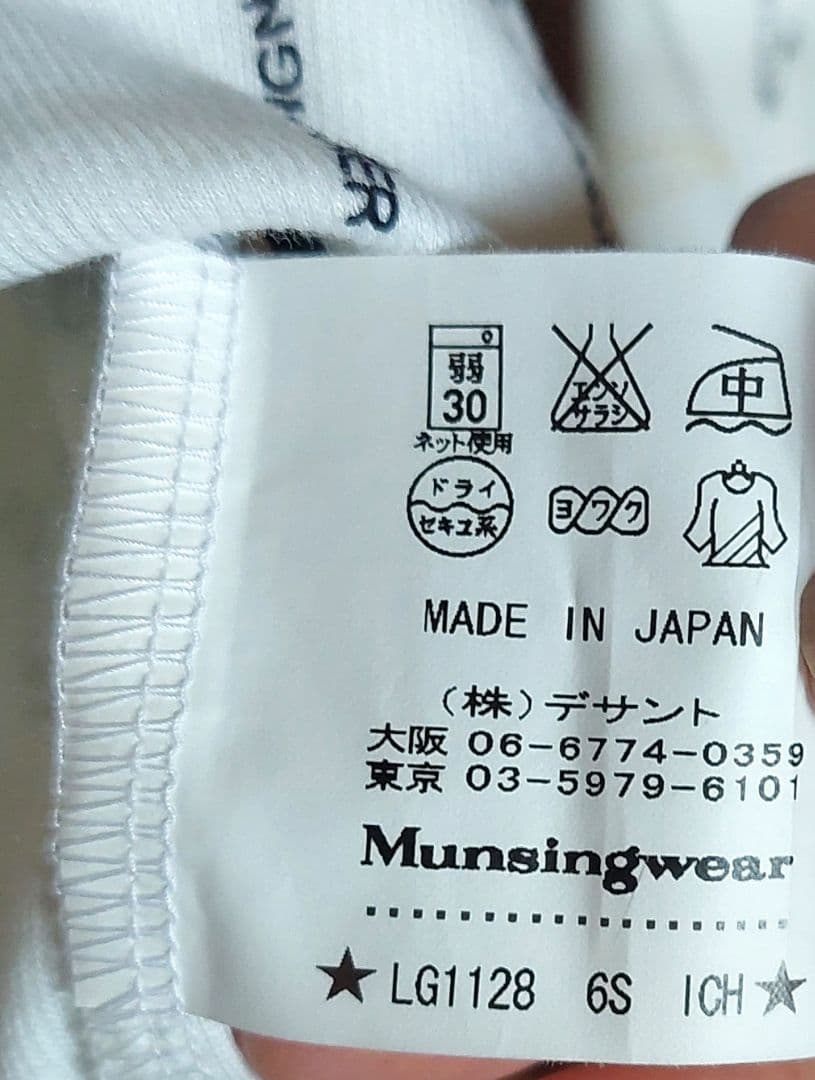 IGN
ER
弱
30
ネット使用
エンソ
サラシ
中
ドライ
セキユ系
ヨワク
MADE IN JAPAN
(株)デサント
大阪 06-6774-0359
東京 03-5979-6101
Munsingwear
★LG1128 6S ICH★